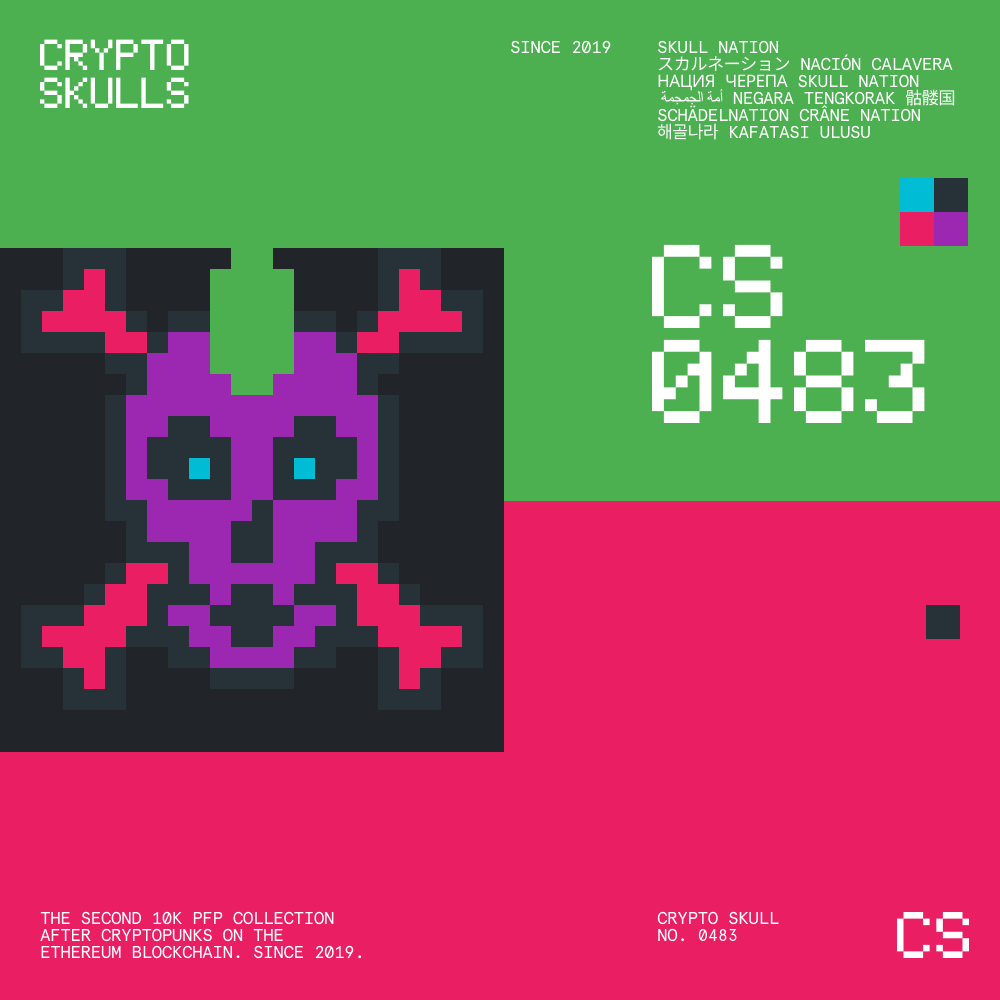 CRYPTO
SKULLS
SINCE 2019
SKULL NATION
スカルネーション NACIÓN CALAVERA
НАЦИЯ ЧЕРЕПА SKULL NATION
أمة الجمجمة NEGARA TENGKORAK 骷髅国
SCHÄDELNATION CRÂNE NATION
해골나라 KAFATASI ULUSU
CS
0483
THE SECOND 10K PFP COLLECTION
AFTER CRYPTOPUNKS ON THE
ETHEREUM BLOCKCHAIN. SINCE 2019.
CRYPTO SKULL
NO. 0483
CS